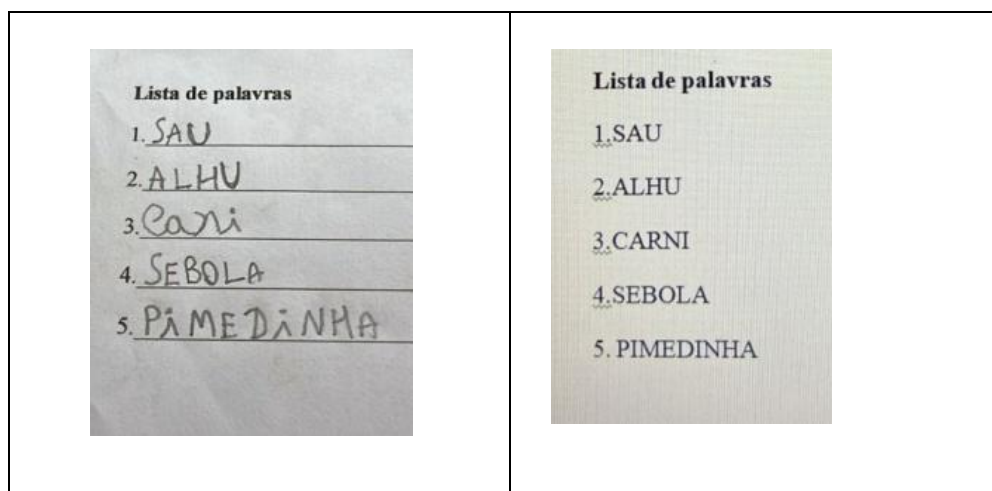 Lista de palavras
1. SAU
2. ALHU
3. Cani
4. SEBOLA
5. PiMEDiNHA
Lista de palavras
1.SAU
2.ALHU
3.CARNI
4.SEBOLA
5. PIMEDINHA